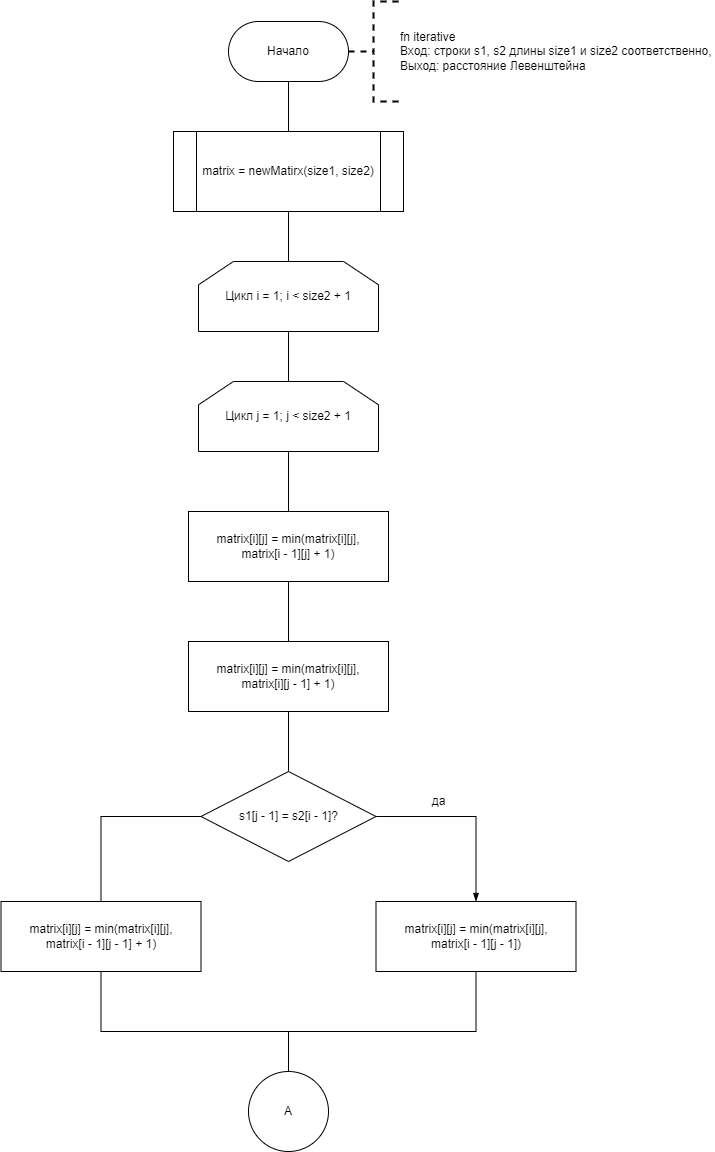 Начало
fn iterative
Вход: строки s1, s2 длины size1 и size2 соответственно,
Выход: расстояние Левенштейна
matrix = newMatirx(size1, size2)
Цикл i = 1; i < size2 + 1
Цикл j = 1; j < size2 + 1
matrix[i][j] = min(matrix[i][j],
matrix[i - 1][j] + 1)
matrix[i][j] = min(matrix[i][j],
matrix[i][j - 1] + 1)
s1[j - 1] = s2[i - 1]?
да
matrix[i][j] = min(matrix[i][j],
matrix[i - 1][j - 1] + 1)
matrix[i][j] = min(matrix[i][j],
matrix[i - 1][j - 1])
A